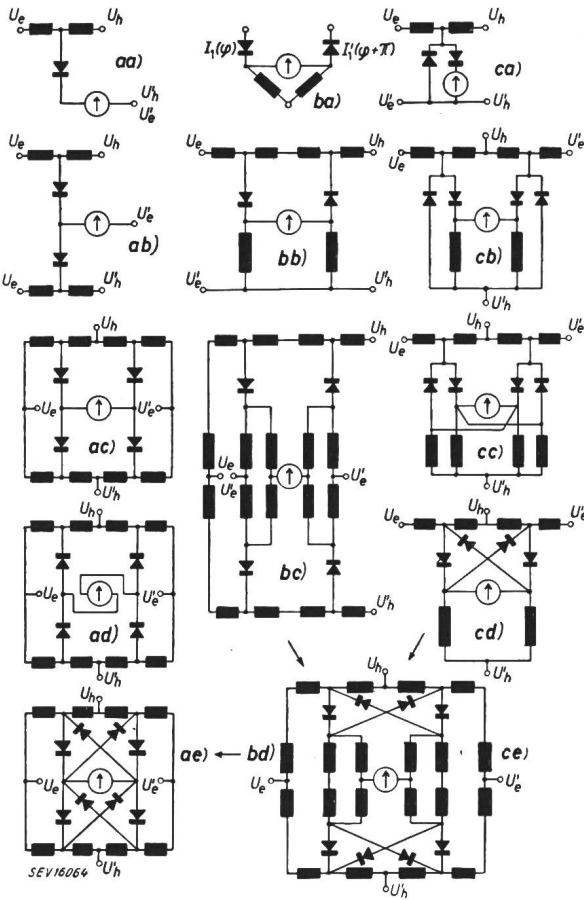 Ue Uh
aa)
U'h
U'e
I1(φ) I'1(φ+π)
ba)
Ue Uh
ca)
U'e U'h
Ue Uh
U'e
ab)
Ue U'h
Ue Uh
bb)
U'e U'h
Ue Uh U'e
cb)
U'h
Uh
Ue U'e
ac)
U'h
Uh
Ue U'e
U'e
bc)
U'h
Ue Uh U'e
cc)
U'h
Uh
Ue U'e
ad)
U'h
Ue Uh U'e
cd)
U'h
Uh
Ue U'e
ae)
U'h
bd)
Uh
Ue U'e
ce)
U'h
SEV16064